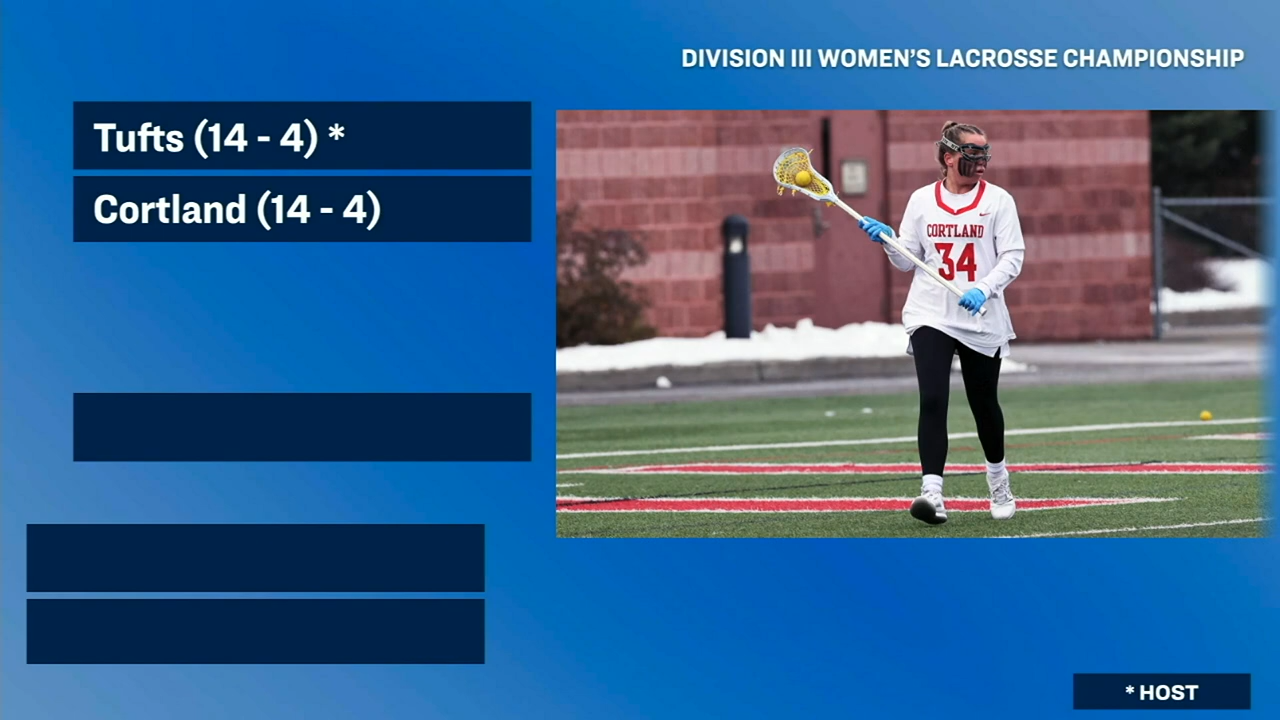 DIVISION III WOMEN’S LACROSSE CHAMPIONSHIP
Tufts (14 - 4) *
Cortland (14 - 4)
CORTLAND
34
* HOST